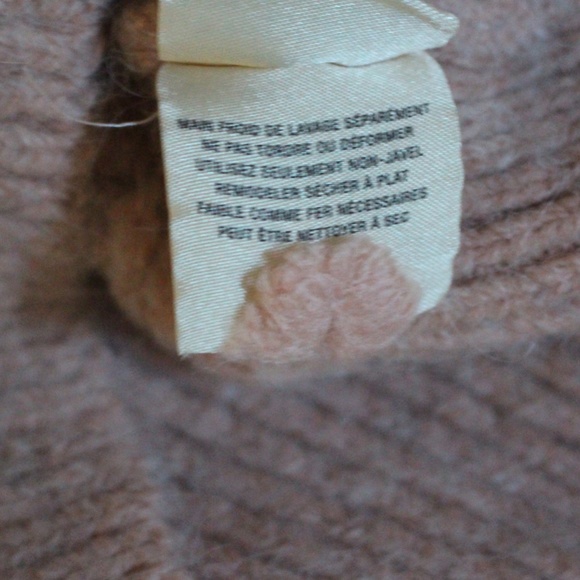 MAIN FROID DE LAVAGE SÉPARÉMENT
NE PAS TORDRE OU DÉFORMER
UTILISEZ SEULEMENT NON-JAVEL
REMODELER SÉCHER À PLAT
FAIBLE COMME FER NÉCESSAIRES
PEUT ÊTRE NETTOYER À SEC